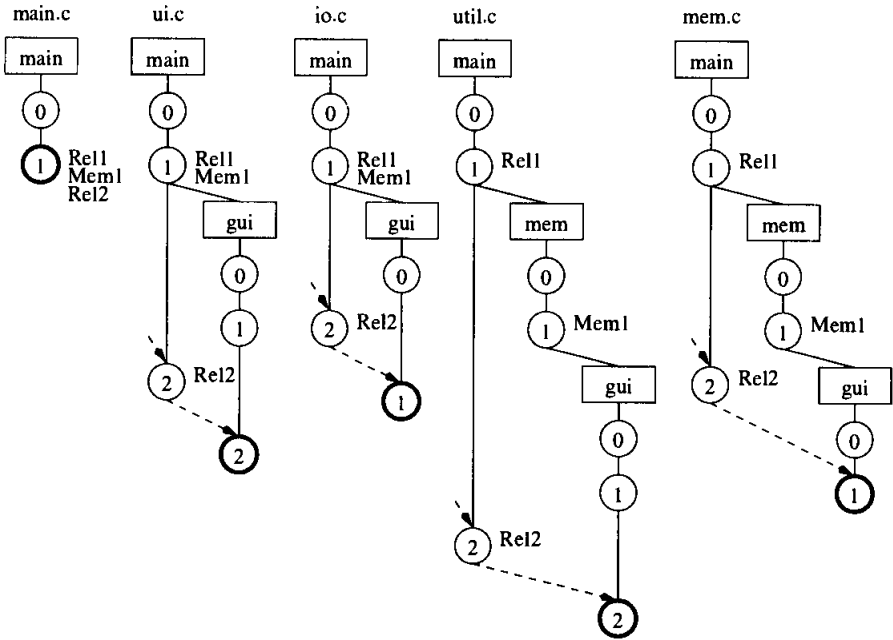 main.c
ui.c
io.c
util.c
mem.c
main
main
main
main
main
0
0
0
0
0
1
Rel1
Mem1
Rel2
1
Rel1
Mem1
1
Rel1
Mem1
1
Rel1
1
Rel1
gui
gui
mem
mem
0
0
0
0
1
2
Rel2
1
Mem1
1
Mem1
2
Rel2
1
gui
2
Rel2
gui
2
0
0
1
1
2
Rel2
2